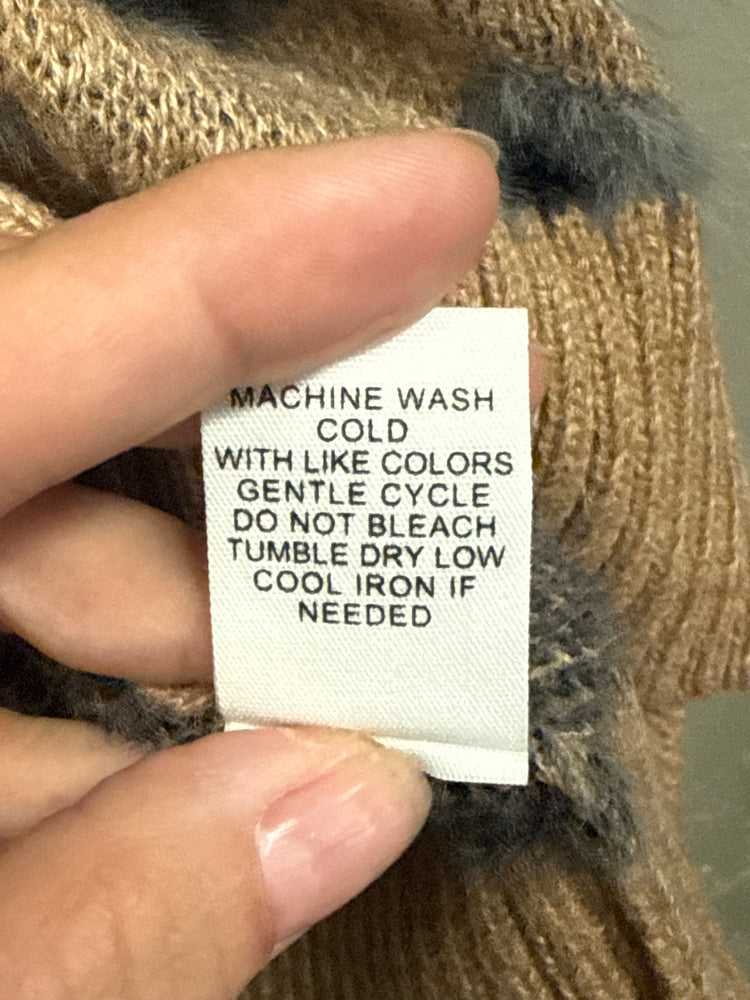 MACHINE WASH
COLD
WITH LIKE COLORS
GENTLE CYCLE
DO NOT BLEACH
TUMBLE DRY LOW
COOL IRON IF
NEEDED